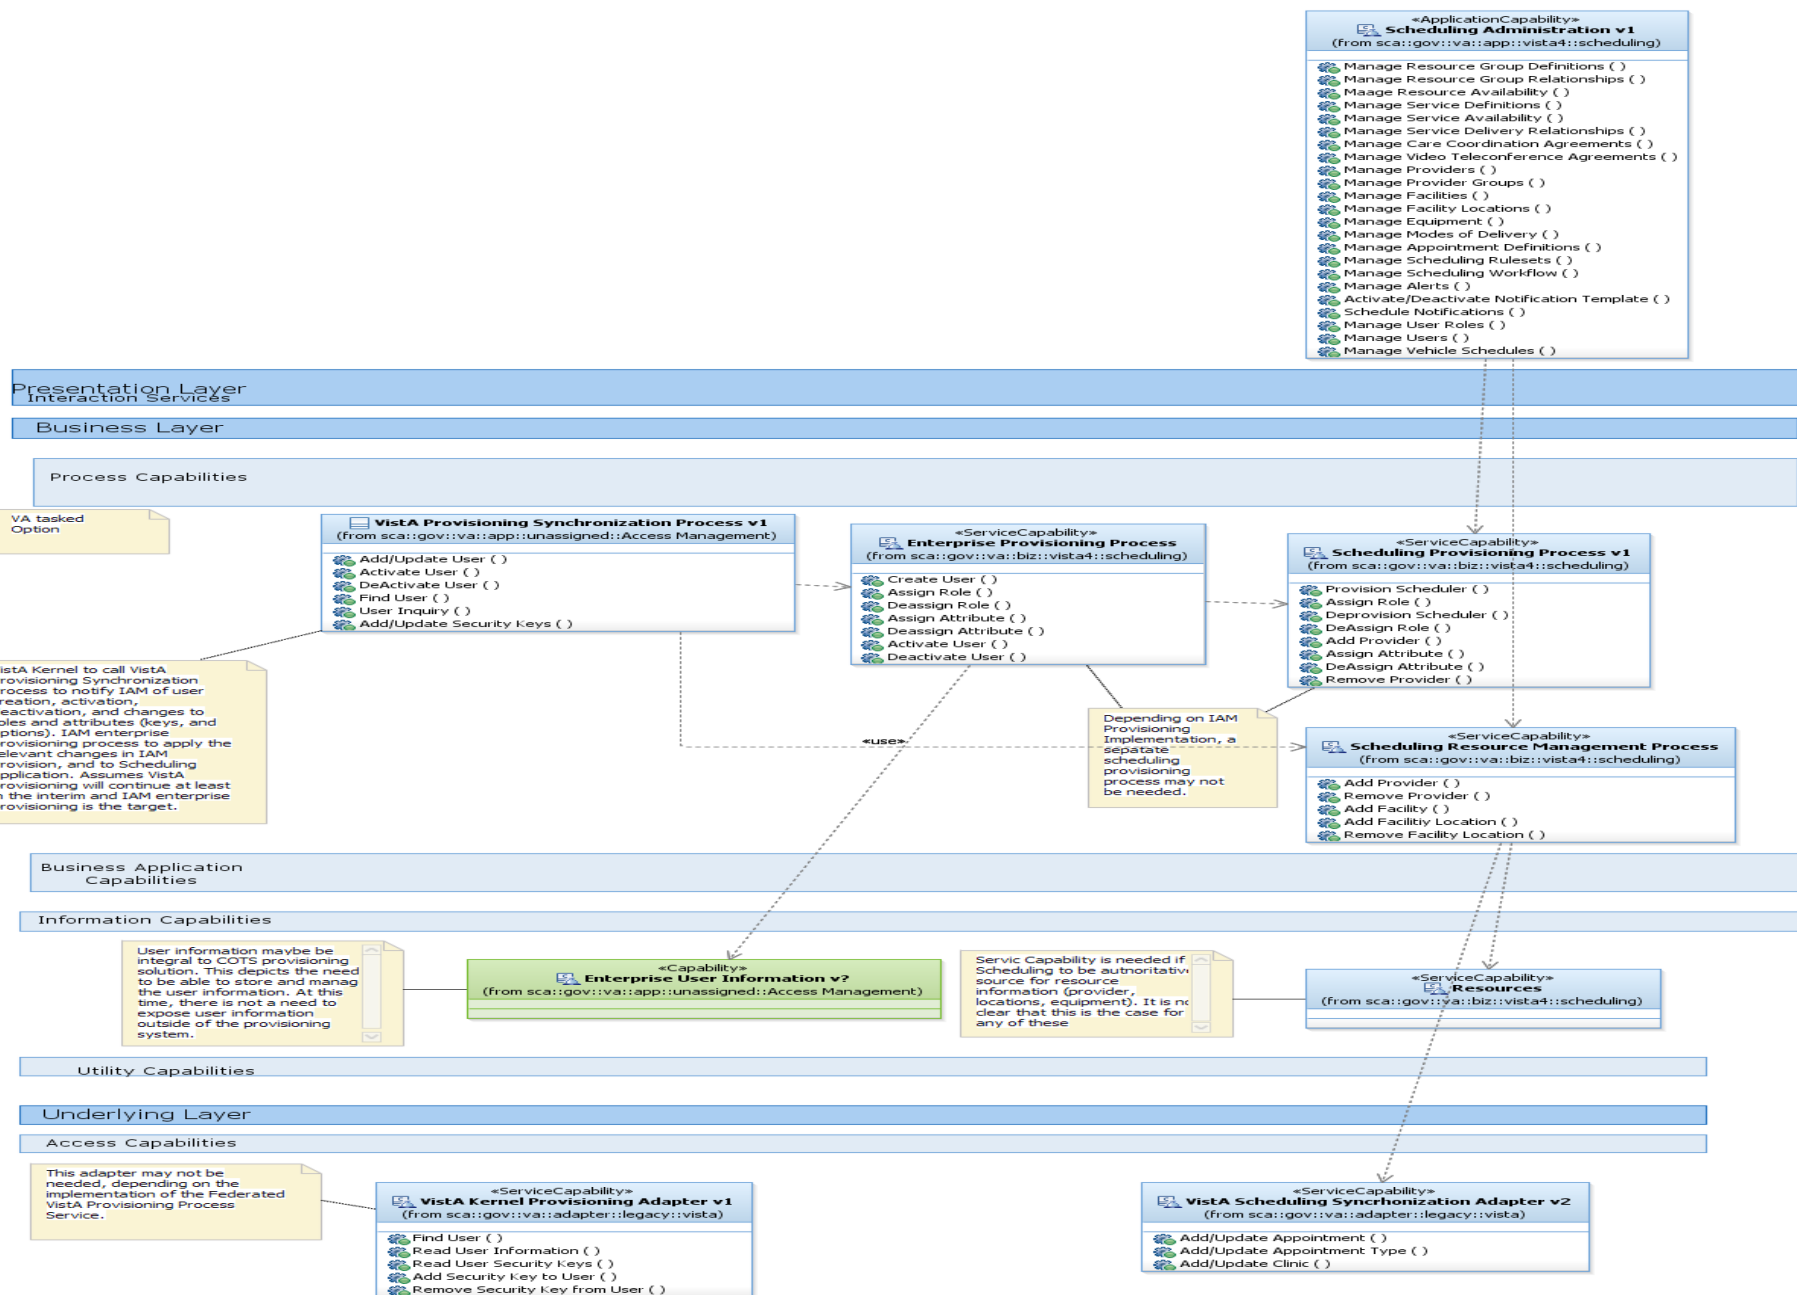 «ApplicationCapability»
Scheduling Administration v1
(from sca::gov::va::app::vista4::scheduling)
Manage Resource Group Definitions ( )
Manage Resource Group Relationships ( )
Maage Resource Availability ( )
Manage Service Definitions ( )
Manage Service Availability ( )
Manage Service Delivery Relationships ( )
Manage Care Coordination Agreements ( )
Manage Video Teleconference Agreements ( )
Manage Providers ( )
Manage Provider Groups ( )
Manage Facilities ( )
Manage Facility Locations ( )
Manage Equipment ( )
Manage Modes of Delivery ( )
Manage Appointment Definitions ( )
Manage Scheduling Rulesets ( )
Manage Scheduling Workflow ( )
Manage Alerts ( )
Activate/Deactivate Notification Template ( )
Schedule Notifications ( )
Manage User Roles ( )
Manage Users ( )
Manage Vehicle Schedules ( )
Presentation Layer
Interaction Services
Business Layer
Process Capabilities
VA tasked
Option
VistA Provisioning Synchronization Process v1
(from sca::gov::va::app::unassigned::Access Management)
Add/Update User ( )
Activate User ( )
DeActivate User ( )
Find User ( )
User Inquiry ( )
Add/Update Security Keys ( )
«ServiceCapability»
Enterprise Provisioning Process
(from sca::gov::va::biz::vista4::scheduling)
Create User ( )
Assign Role ( )
Deassign Role ( )
Assign Attribute ( )
Deassign Attribute ( )
Activate User ( )
Deactivate User ( )
«ServiceCapability»
Scheduling Provisioning Process v1
(from sca::gov::va::biz::vista4::scheduling)
Provision Scheduler ( )
Assign Role ( )
Deprovision Scheduler ( )
DeAssign Role ( )
Add Provider ( )
Assign Attribute ( )
DeAssign Attribute ( )
Remove Provider ( )
istA Kernel to call VistA
rovisioning Synchronization
rocess to notify IAM of user
reation, activation,
eactivation, and changes to
oles and attributes (keys, and
ptions). IAM enterprise
rovisioning process to apply the
elevant changes in IAM
rovision, and to Scheduling
pplication. Assumes VistA
rovisioning will continue at least
n the interim and IAM enterprise
rovisioning is the target.
«use»
Depending on IAM
Provisioning
Implementation, a
sepatate
scheduling
provisioning
process may not
be needed.
«ServiceCapability»
Scheduling Resource Management Process
(from sca::gov::va::biz::vista4::scheduling)
Add Provider ( )
Remove Provider ( )
Add Facility ( )
Add Facilitiy Location ( )
Remove Facility Location ( )
Business Application
Capabilities
Information Capabilities
User information maybe be
integral to COTS provisioning
solution. This depicts the need
to be able to store and manag
the user information. At this
time, there is not a need to
expose user information
outside of the provisioning
system.
«Capability»
Enterprise User Information v?
(from sca::gov::va::app::unassigned::Access Management)
Servic Capability is needed if
Scheduling to be authoritativ
source for resource
information (provider,
locations, equipment). It is no
clear that this is the case for
any of these
«ServiceCapability»
Resources
(from sca::gov::va::biz::vista4::scheduling)
Utility Capabilities
Underlying Layer
Access Capabilities
This adapter may not be
needed, depending on the
implementation of the Federated
VistA Provisioning Process
Service.
«ServiceCapability»
VistA Kernel Provisioning Adapter v1
(from sca::gov::va::adapter::legacy::vista)
Find User ( )
Read User Information ( )
Read User Security Keys ( )
Add Security Key to User ( )
Remove Security Key from User ( )
«ServiceCapability»
VistA Scheduling Syncrhonization Adapter v2
(from sca::gov::va::adapter::legacy::vista)
Add/Update Appointment ( )
Add/Update Appointment Type ( )
Add/Update Clinic ( )